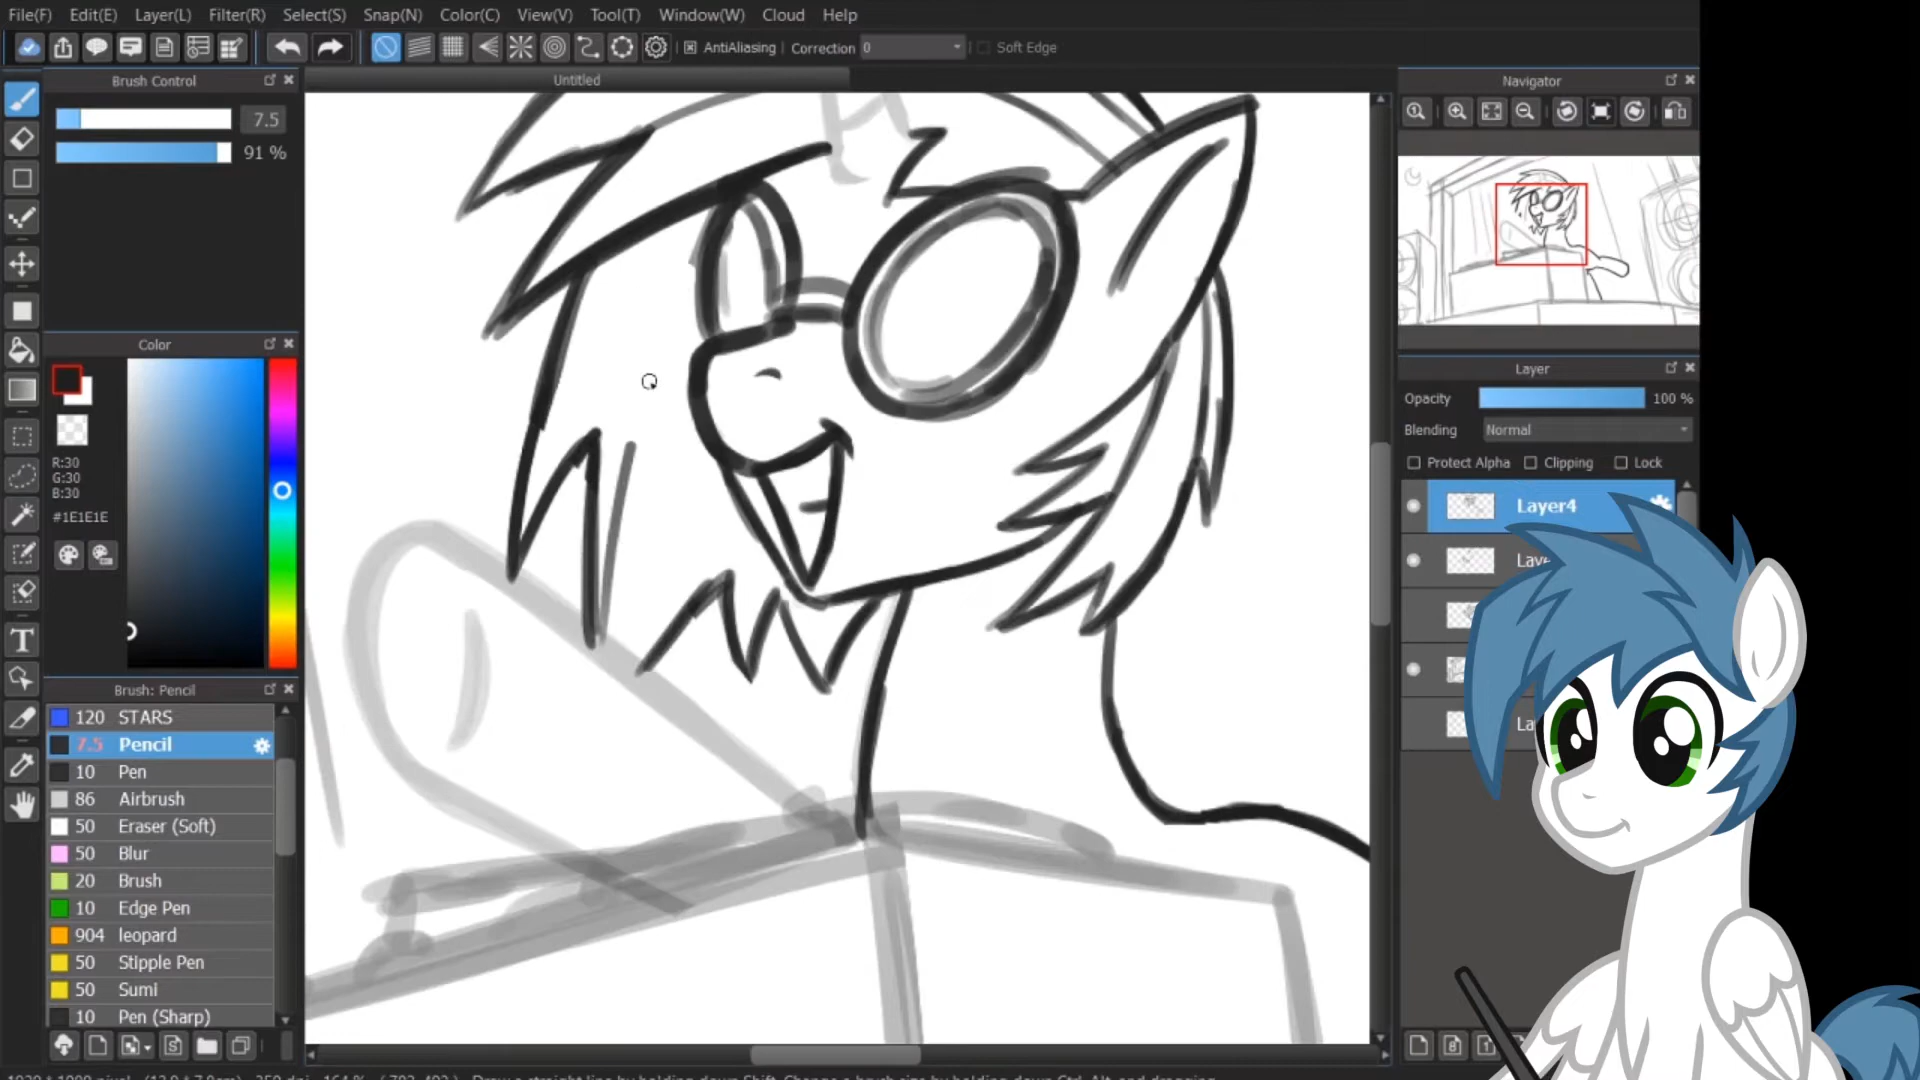 File(F) Edit(E) Layer(L) Filter(R) Select(S) Snap(N) Color(C) View(V) Tool(T) Window(W) Cloud Help
AntiAliasing Correction 0 Soft Edge
Brush Control
Untitled
Navigator
7.5
91 %
Color
R:30
G:30
B:30
#1E1E1E
Layer
Opacity 100 %
Blending Normal
Protect Alpha Clipping Lock
Layer4
Brush: Pencil
120 STARS
7.5 Pencil
10 Pen
86 Airbrush
50 Eraser (Soft)
50 Blur
20 Brush
10 Edge Pen
904 leopard
50 Stipple Pen
50 Sumi
10 Pen (Sharp)